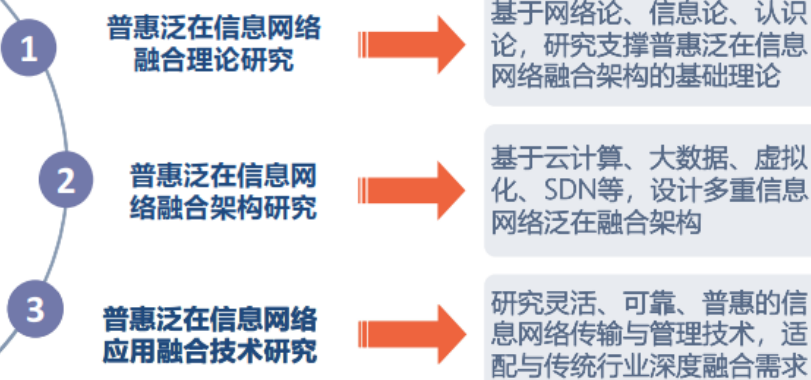 1
普惠泛在信息网络
融合理论研究
基于网络论、信息论、认识
论，研究支撑普惠泛在信息
网络融合架构的基础理论
2
普惠泛在信息网
络融合架构研究
基于云计算、大数据、虚拟
化、SDN等，设计多重信息
网络泛在融合架构
3
普惠泛在信息网络
应用融合技术研究
研究灵活、可靠、普惠的信
息网络传输与管理技术，适
配与传统行业深度融合需求